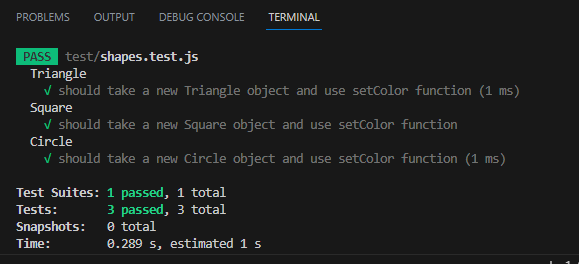 PROBLEMS OUTPUT DEBUG CONSOLE TERMINAL
PASS test/shapes.test.js
Triangle
√ should take a new Triangle object and use setColor function (1 ms)
Square
√ should take a new Square object and use setColor function
Circle
√ should take a new Circle object and use setColor function (1 ms)
Test Suites: 1 passed, 1 total
Tests: 3 passed, 3 total
Snapshots: 0 total
Time: 0.289 s, estimated 1 s